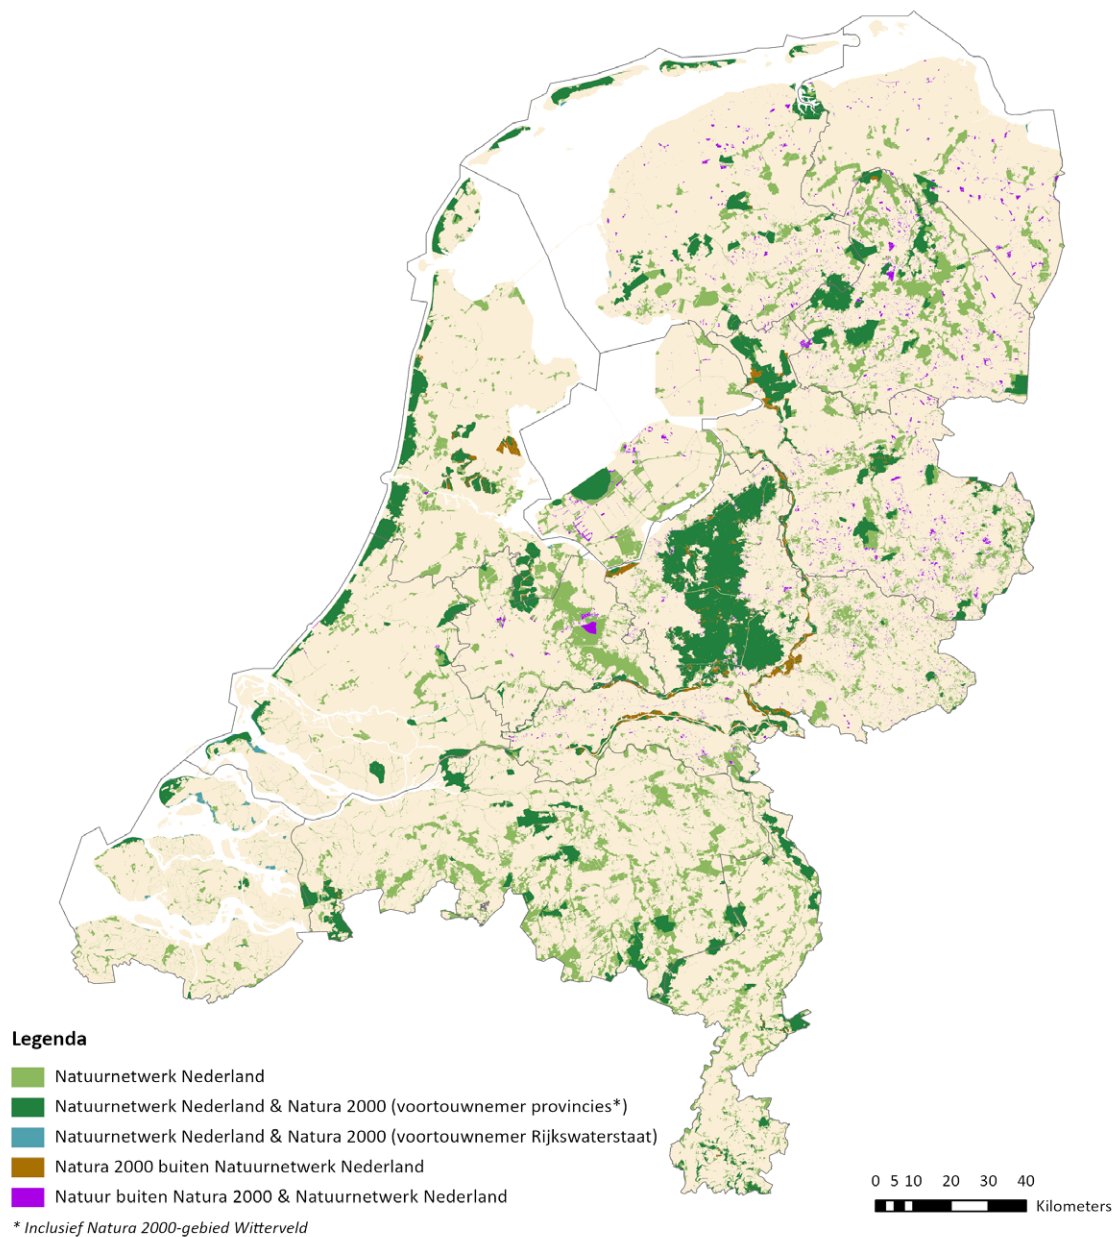 Legenda
Natuurnetwerk Nederland
Natuurnetwerk Nederland & Natura 2000 (voortouwnemer provincies*)
Natuurnetwerk Nederland & Natura 2000 (voortouwnemer Rijkswaterstaat)
Natura 2000 buiten Natuurnetwerk Nederland
Natuur buiten Natura 2000 & Natuurnetwerk Nederland
* Inclusief Natura 2000-gebied Witterveld
0 5 10 20 30 40
Kilometers